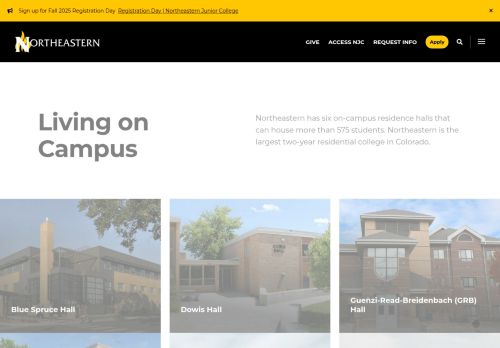 Sign up for Fall 2025 Registration Day Registration Day | Northeastern Junior College ×
NORTHEASTERN GIVE ACCESS NJC REQUEST INFO Apply
Living on
Campus
Northeastern has six on-campus residence halls that
can house more than 575 students. Northeastern is the
largest two-year residential college in Colorado.
Blue Spruce Hall
Dowis Hall
Guenzi-Read-Breidenbach (GRB)
Hall